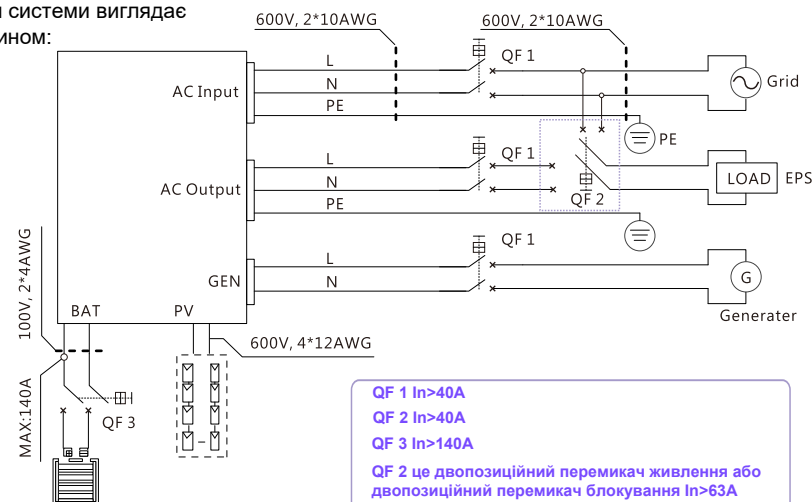 системи виглядає
ином:
600V, 2*10AWG
600V, 2*10AWG
AC Input
L
N
PE
QF 1
Grid
PE
AC Output
L
N
PE
QF 1
QF 2
LOAD
EPS
GEN
L
N
QF 1
G
Generater
BAT
PV
100V, 2*4AWG
600V, 4*12AWG
MAX:140A
QF 3
QF 1 In>40A
QF 2 In>40A
QF 3 In>140A
QF 2 це двопозиційний перемикач живлення або
двопозиційний перемикач блокування In>63A